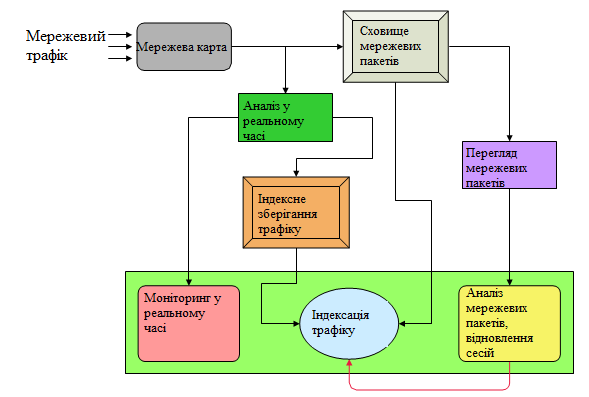 Мережевий
трафік
Мережева карта
Сховище
мережевих
пакетів
Аналіз у
реальному
часі
Перегляд
мережевих
пакетів
Індексне
зберігання
трафіку
Моніторинг у
реальному
часі
Індексація
трафіку
Аналіз
мережевих
пакетів,
відновлення
сесій